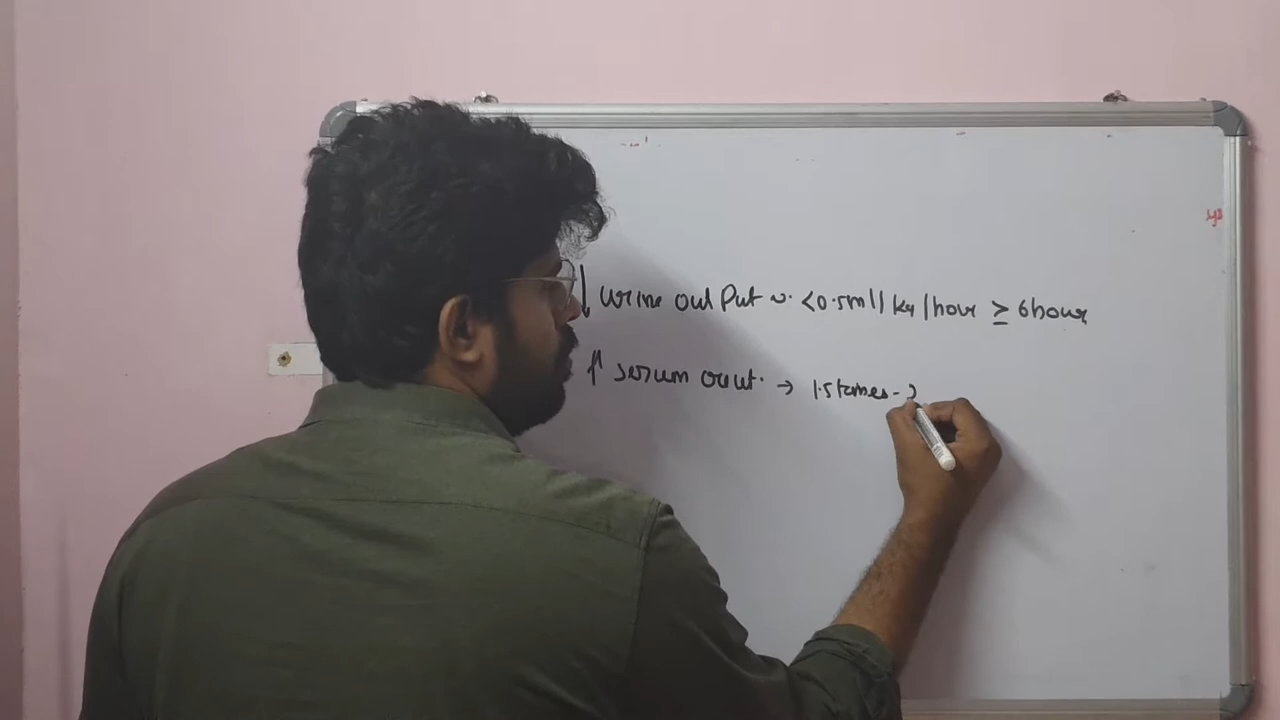 ↓ urine output <0.5ml/kg/hour ≥ 6hour
↑ serum creat. → 1.5times-